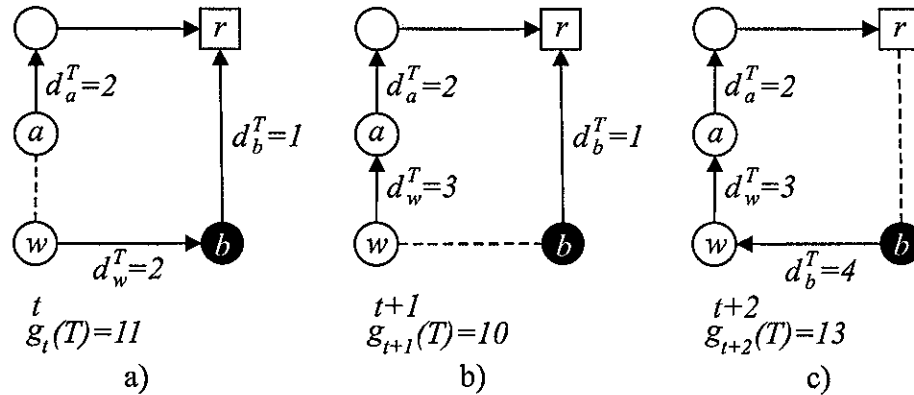 r
d_a^T=2
a
d_b^T=1
w
b
d_w^T=2
t
g_t(T)=11
a)
r
d_a^T=2
a
d_b^T=1
d_w^T=3
w
b
t+1
g_{t+1}(T)=10
b)
r
d_a^T=2
a
d_w^T=3
w
b
d_b^T=4
t+2
g_{t+2}(T)=13
c)